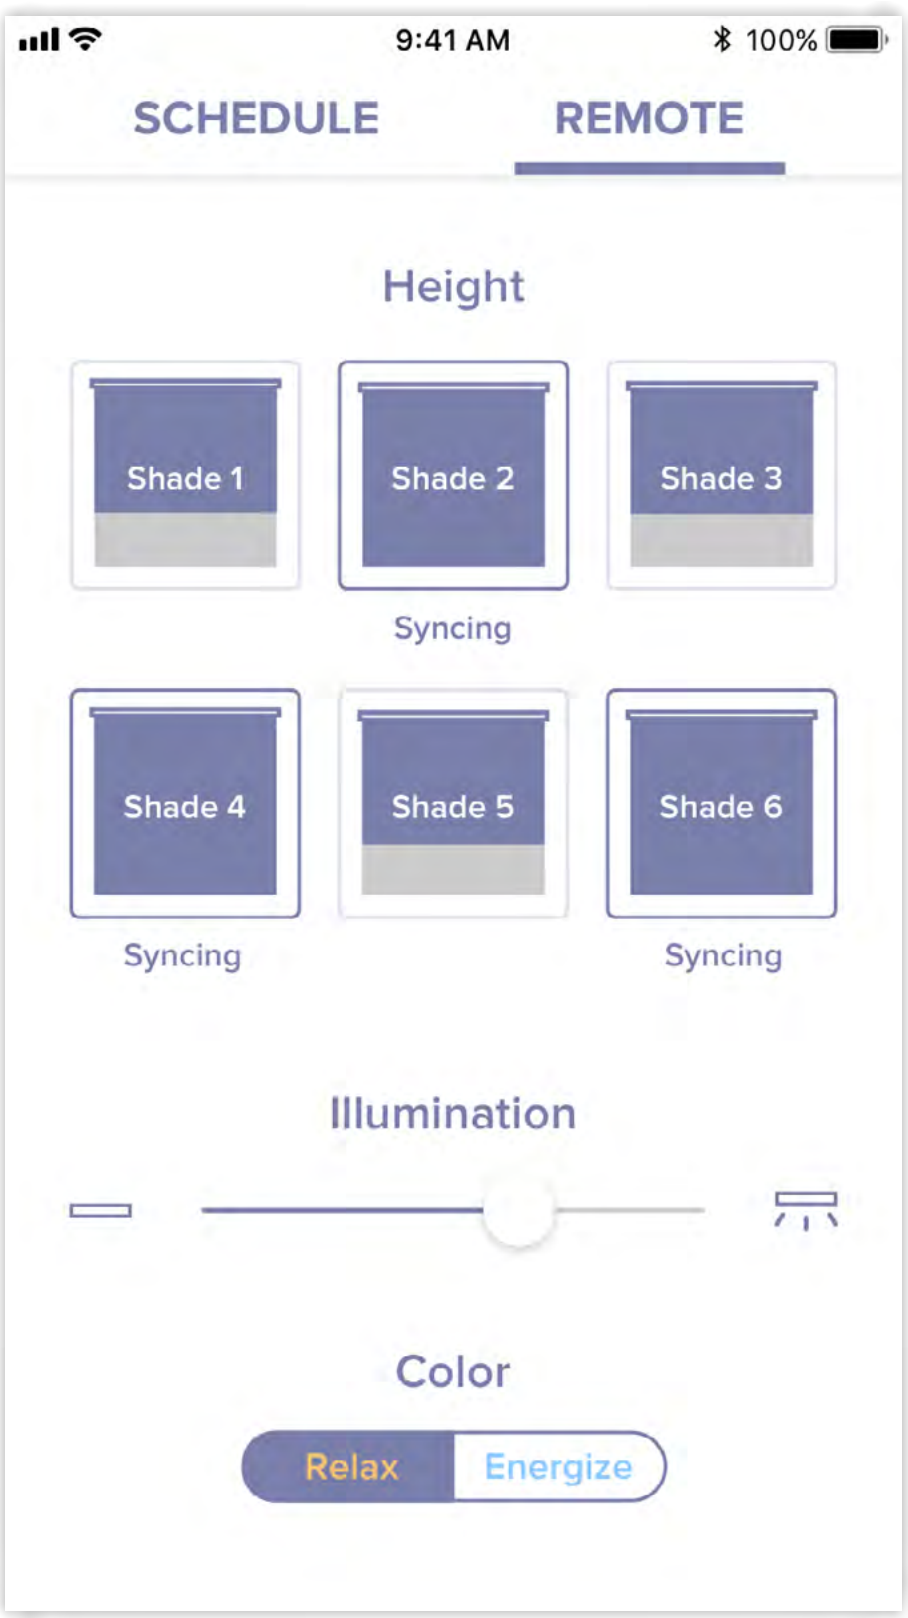 9:41 AM 100%
SCHEDULE REMOTE
Height
Shade 1 Shade 2 Shade 3
Syncing
Shade 4 Shade 5 Shade 6
Syncing Syncing
Illumination
Color
Relax Energize